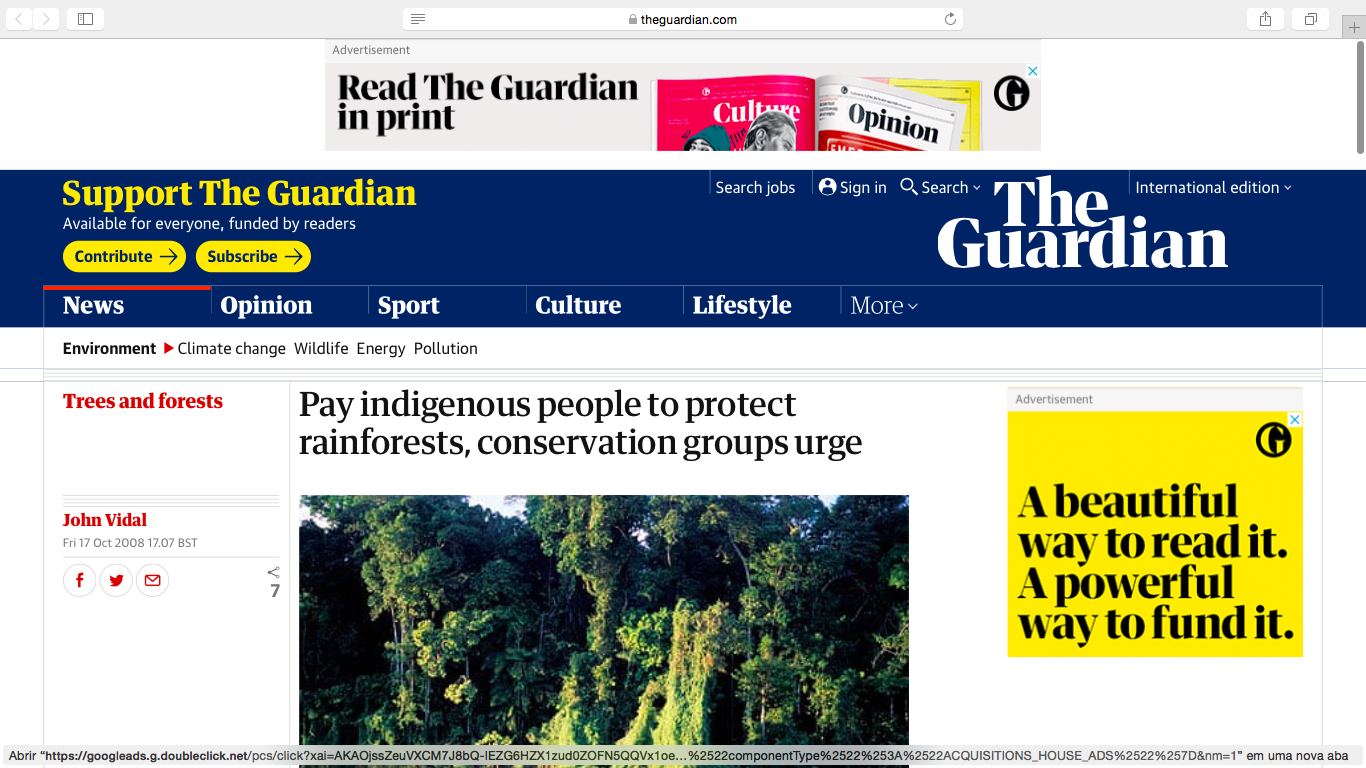 theguardian.com
Advertisement
Read The Guardian
in print
Culture
Opinion
Support The Guardian
Available for everyone, funded by readers
Contribute
Subscribe
Search jobs
Sign in
Search
International edition
The
Guardian
News
Opinion
Sport
Culture
Lifestyle
More
Environment
Climate change
Wildlife
Energy
Pollution
Trees and forests
Pay indigenous people to protect
rainforests, conservation groups urge
John Vidal
Fri 17 Oct 2008 17.07 BST
7
Advertisement
A beautiful
way to read it.
A powerful
way to fund it.
Abrir “https://googleads.g.doubleclick.net/pcs/click?xai=AKAOjssZeuVXCM7J8bQ-IEZG6HZX1zud0ZOFN5QQVx1oe…%2522componentType%2522%253A%2522ACQUISITIONS_HOUSE_ADS%2522%257D&nm=1” em uma nova aba